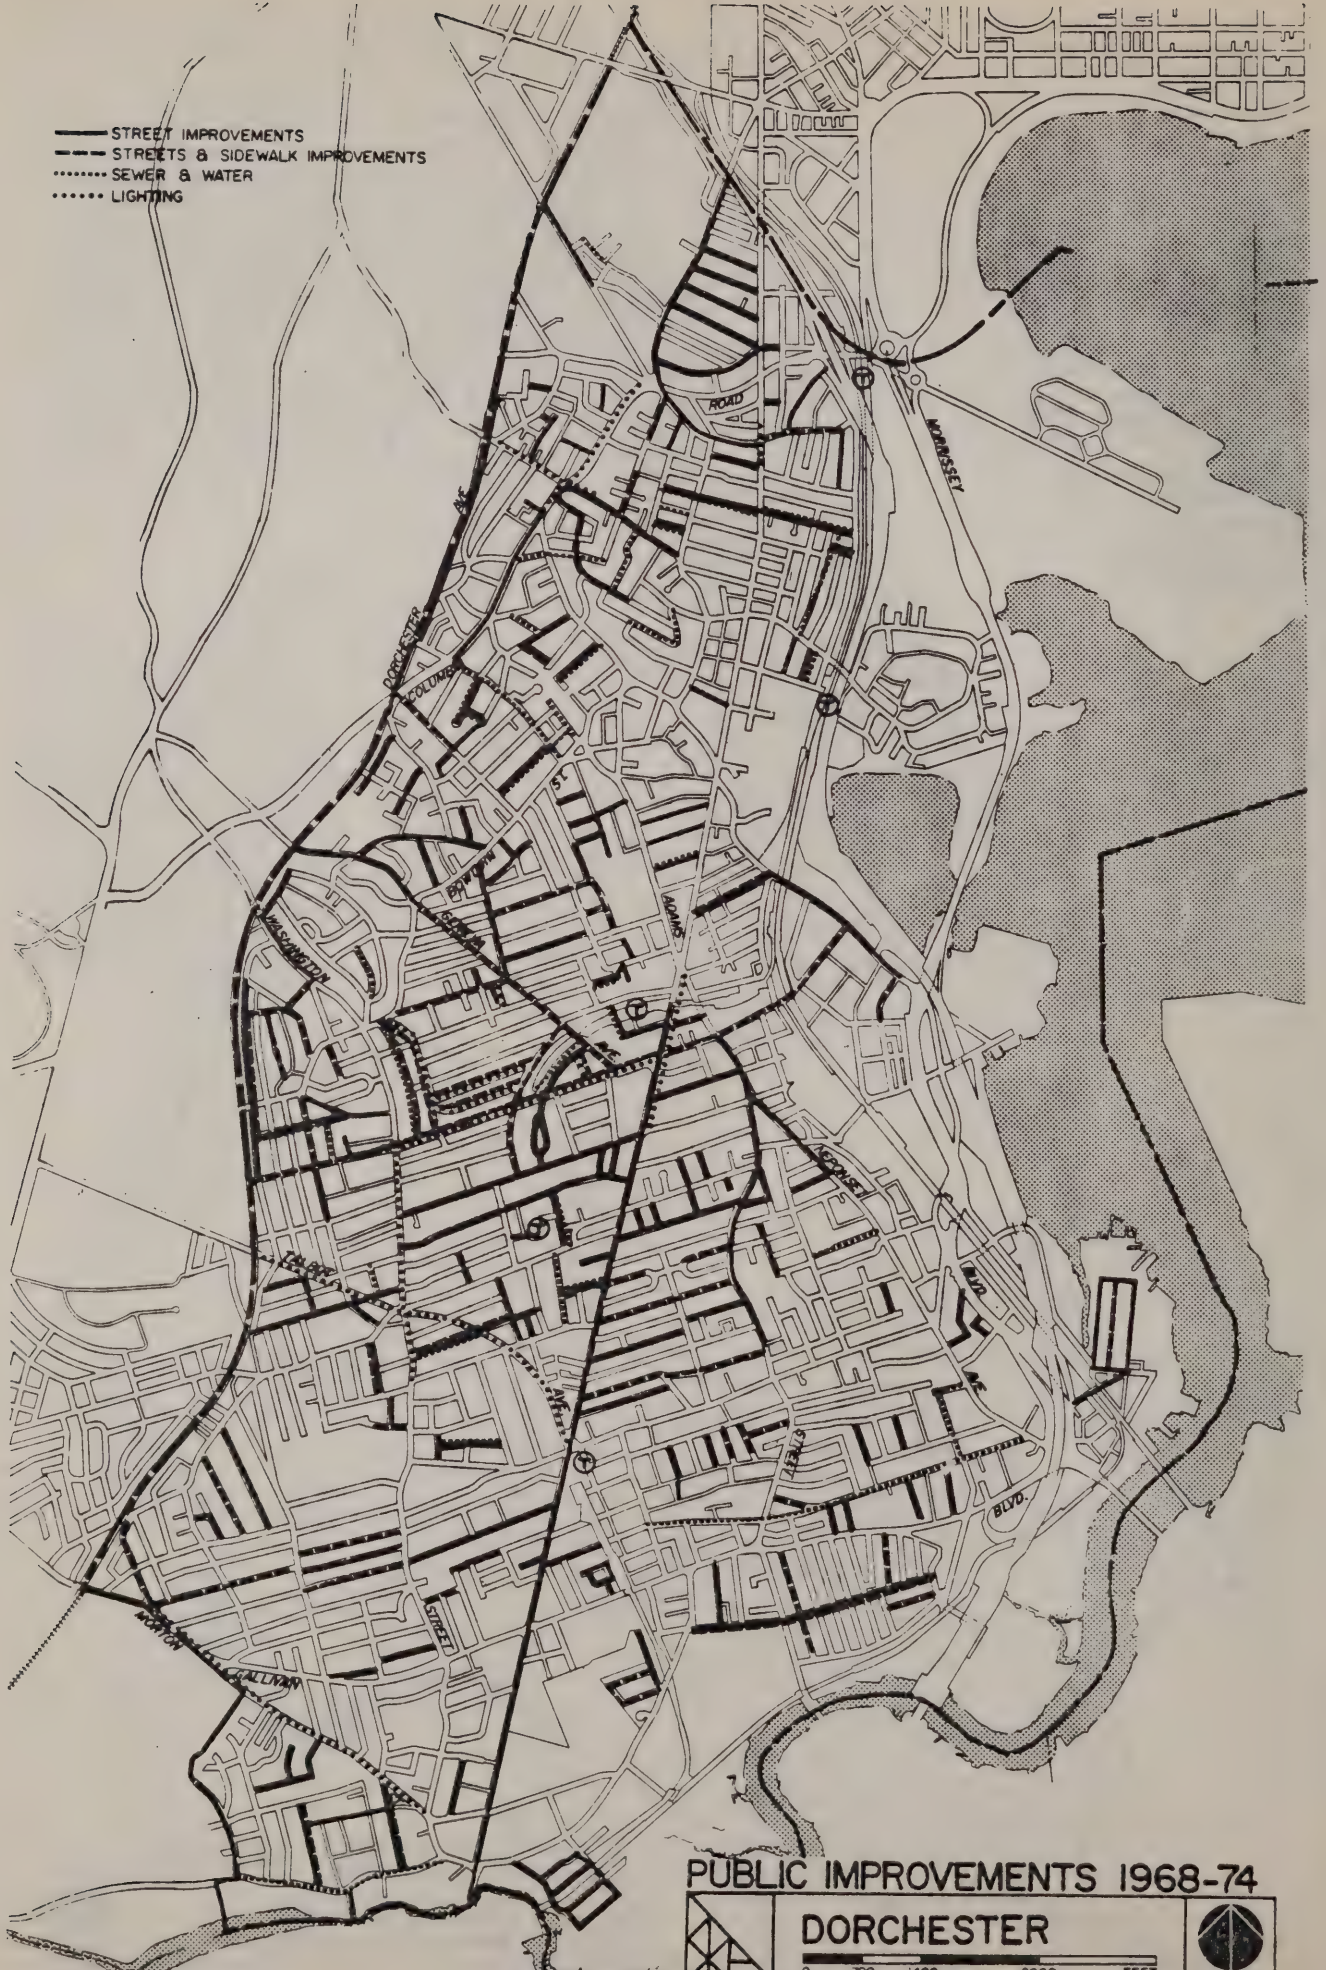 STREET IMPROVEMENTS
STREETS & SIDEWALK IMPROVEMENTS
SEWER & WATER
LIGHTING
ROAD
MORRISSEY
AVE
DORCHESTER
COLUMBIA
ST
BOWDOIN
ADAMS
GENEVA
WASHINGTON
AVE
NEPONSET
TALBOT
BLVD.
AVE
AVE
STREET
BLVD.
STREET
MORTON
GALLIVAN
T
T
T
T
T
PUBLIC IMPROVEMENTS 1968-74
DORCHESTER